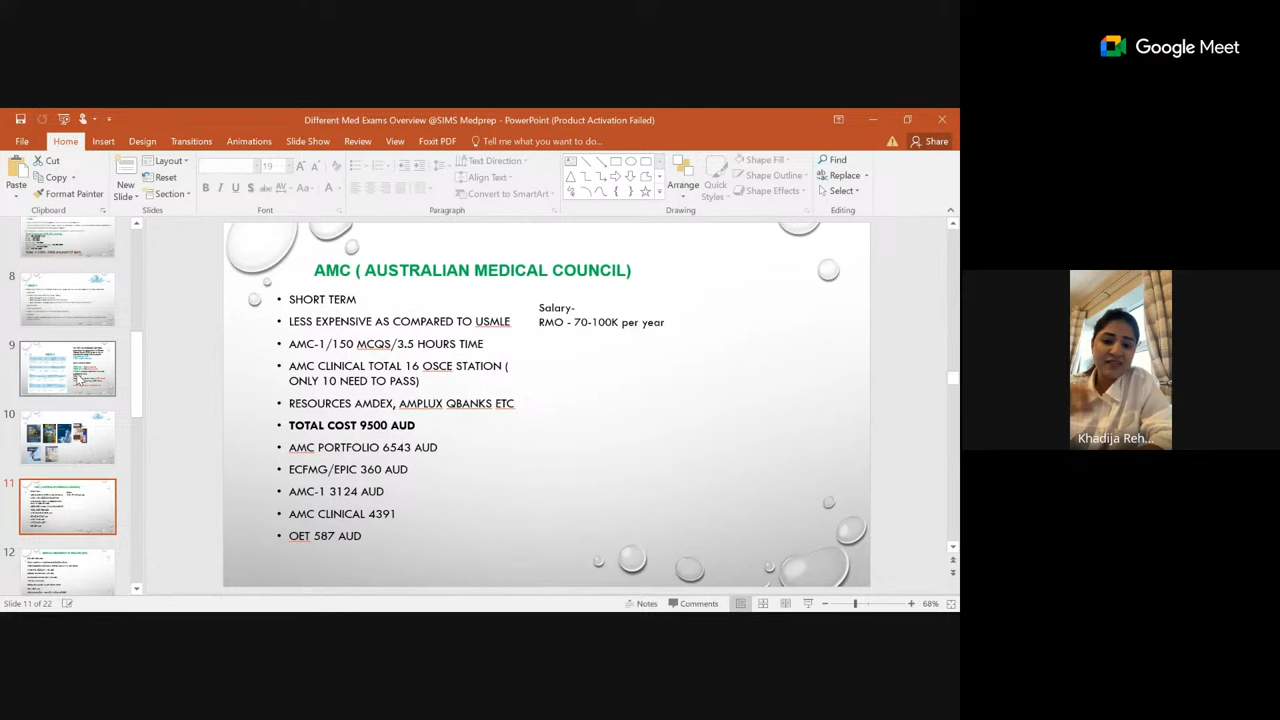 Google Meet
Different Med Exams Overview @SIMS Medprep - PowerPoint (Product Activation Failed)
File Home Insert Design Transitions Animations Slide Show Review View Foxit PDF Tell me what you want to do... Share
Paste
Cut
Copy
Format Painter
Clipboard
New Slide
Layout
Reset
Section
Slides
19
B I U S abc AV Aa A
Font
Text Direction
Align Text
Convert to SmartArt
Paragraph
Arrange
Quick Styles
Shape Fill
Shape Outline
Shape Effects
Drawing
Find
Replace
Select
Editing
8
9
10
11
12
AMC ( AUSTRALIAN MEDICAL COUNCIL)
• SHORT TERM
• LESS EXPENSIVE AS COMPARED TO USMLE
• AMC-1/150 MCQS/3.5 HOURS TIME
• AMC CLINICAL TOTAL 16 OSCE STATION (
ONLY 10 NEED TO PASS)
• RESOURCES AMDEX, AMPLUX QBANKS ETC
• TOTAL COST 9500 AUD
• AMC PORTFOLIO 6543 AUD
• ECFMG/EPIC 360 AUD
• AMC-1 3124 AUD
• AMC CLINICAL 4391
• OET 587 AUD
Salary-
RMO - 70-100K per year
Khadija Reh...
Slide 11 of 22
Notes Comments 68%